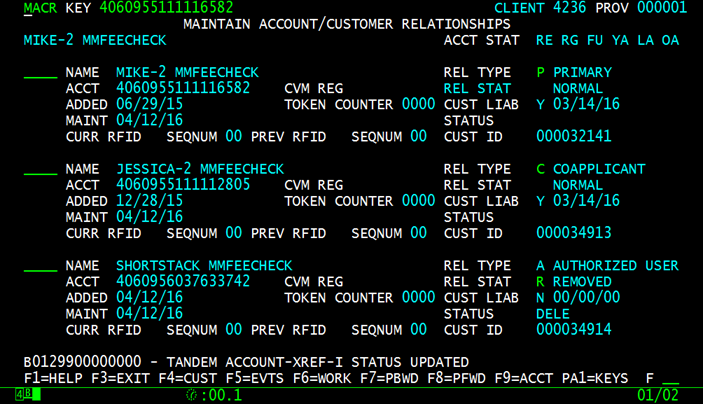 MACR KEY 4060955111116582 CLIENT 4236 PROV 000001
MAINTAIN ACCOUNT/CUSTOMER RELATIONSHIPS
MIKE-2 MMFEECHECK ACCT STAT RE RG FU YA LA OA
____ NAME MIKE-2 MMFEECHECK REL TYPE P PRIMARY
ACCT 4060955111116582 CVM REG REL STAT NORMAL
ADDED 06/29/15 TOKEN COUNTER 0000 CUST LIAB Y 03/14/16
MAINT 04/12/16 STATUS
CURR RFID SEQNUM 00 PREV RFID SEQNUM 00 CUST ID 000032141
____ NAME JESSICA-2 MMFEECHECK REL TYPE C COAPPLICANT
ACCT 4060955111112805 CVM REG REL STAT NORMAL
ADDED 12/28/15 TOKEN COUNTER 0000 CUST LIAB Y 03/14/16
MAINT 04/12/16 STATUS
CURR RFID SEQNUM 00 PREV RFID SEQNUM 00 CUST ID 000034913
____ NAME SHORTSTACK MMFEECHECK REL TYPE A AUTHORIZED USER
ACCT 4060956037633742 CVM REG REL STAT R REMOVED
ADDED 04/12/16 TOKEN COUNTER 0000 CUST LIAB N 00/00/00
MAINT 04/12/16 STATUS DELE
CURR RFID SEQNUM 00 PREV RFID SEQNUM 00 CUST ID 000034914
B0129900000000 - TANDEM ACCOUNT-XREF-I STATUS UPDATED
F1=HELP F3=EXIT F4=CUST F5=EVTS F6=WORK F7=PBWD F8=PFWD F9=ACCT PA1=KEYS F __
4B :00.1 01/02